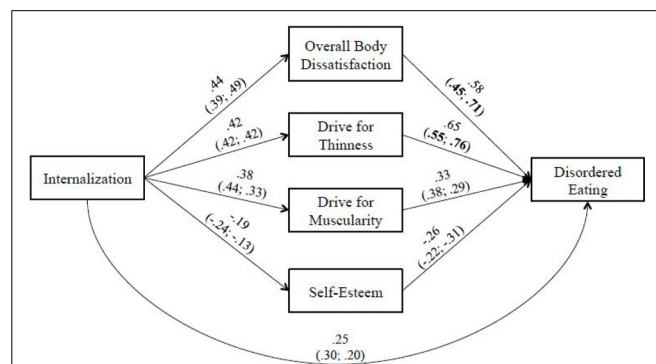 Overall Body
Dissatisfaction
.44
(.39; .49)
.58
(.45; .71)
Drive for
Thinness
.42
(.42; .42)
.65
(.55; .76)
Internalization
Disordered
Eating
.38
(.44; .33)
Drive for
Muscularity
.33
(.38; .29)
-.19
(-.24; -.13)
-.26
(-.22; -.31)
Self-Esteem
.25
(.30; .20)